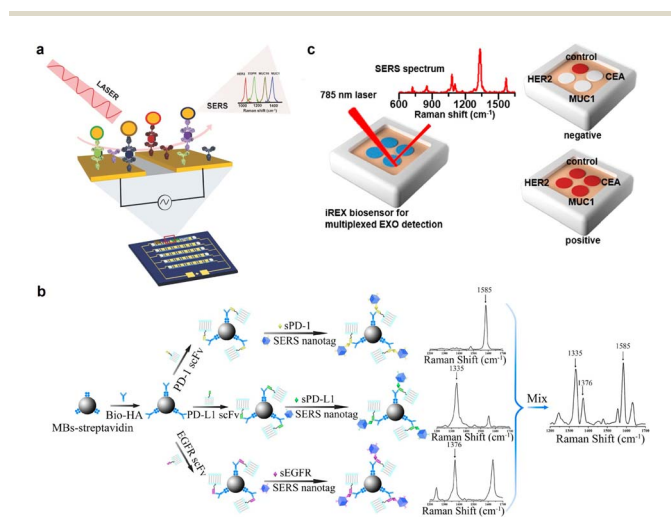 a
LASER
SERS
Raman shift (cm-1)
c
SERS spectrum
785 nm laser
600
900
1200
1500
Raman shift (cm-1)
iREX biosensor for
multiplexed EXO detection
control
HER2
CEA
MUC1
negative
control
HER2
CEA
MUC1
positive
b
MBs-streptavidin
Bio-HA
PD-1 scFv
sPD-1
SERS nanotag
PD-L1 scFv
sPD-L1
SERS nanotag
EGFR scFv
sEGFR
SERS nanotag
1585
Raman Shift (cm-1)
1335
Raman Shift (cm-1)
1376
Raman Shift (cm-1)
Mix
1335
1376
1585
Raman Shift (cm-1)